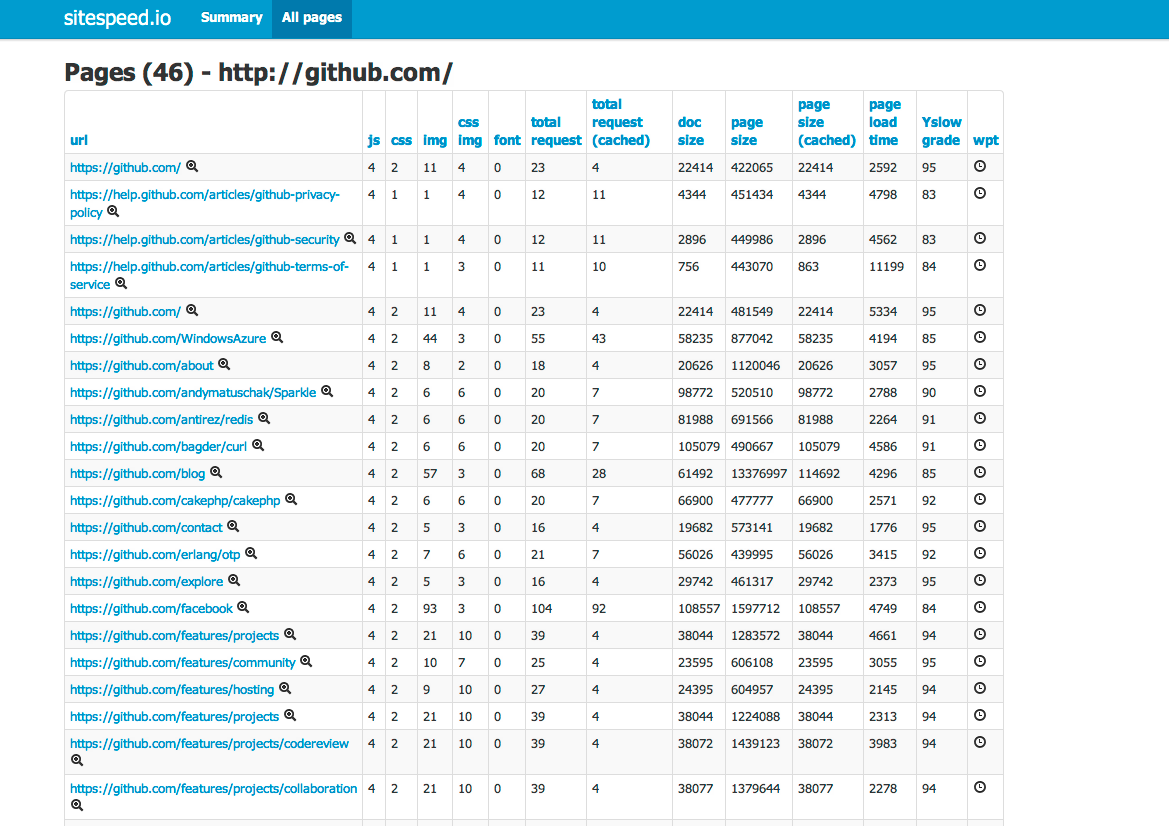 sitespeed.io Summary All pages
Pages (46) - http://github.com/
url js css img css img font total request total request (cached) doc size page size page size (cached) page load time Yslow grade wpt
https://github.com/ 4 2 11 4 0 23 4 22414 422065 22414 2592 95
https://help.github.com/articles/github-privacy- 4 1 1 4 0 12 11 4344 451434 4344 4798 83
policy
https://help.github.com/articles/github-security 4 1 1 4 0 12 11 2896 449986 2896 4562 83
https://help.github.com/articles/github-terms-of- 4 1 1 3 0 11 10 756 443070 863 11199 84
service
https://github.com/ 4 2 11 4 0 23 4 22414 481549 22414 5334 95
https://github.com/WindowsAzure 4 2 44 3 0 55 43 58235 877042 58235 4194 85
https://github.com/about 4 2 8 2 0 18 4 20626 1120046 20626 3057 95
https://github.com/andymatuschak/Sparkle 4 2 6 6 0 20 7 98772 520510 98772 2788 90
https://github.com/antirez/redis 4 2 6 6 0 20 7 81988 691566 81988 2264 91
https://github.com/bagder/curl 4 2 6 6 0 20 7 105079 490667 105079 4586 91
https://github.com/blog 4 2 57 3 0 68 28 61492 13376997 114692 4296 85
https://github.com/cakephp/cakephp 4 2 6 6 0 20 7 66900 477777 66900 2571 92
https://github.com/contact 4 2 5 3 0 16 4 19682 573141 19682 1776 95
https://github.com/erlang/otp 4 2 7 6 0 21 7 56026 439995 56026 3415 92
https://github.com/explore 4 2 5 3 0 16 4 29742 461317 29742 2373 95
https://github.com/facebook 4 2 93 3 0 104 92 108557 1597712 108557 4749 84
https://github.com/features/projects 4 2 21 10 0 39 4 38044 1283572 38044 4661 94
https://github.com/features/community 4 2 10 7 0 25 4 23595 606108 23595 3055 95
https://github.com/features/hosting 4 2 9 10 0 27 4 24395 604957 24395 2145 94
https://github.com/features/projects 4 2 21 10 0 39 4 38044 1224088 38044 2313 94
https://github.com/features/projects/codereview 4 2 21 10 0 39 4 38072 1439123 38072 3983 94
https://github.com/features/projects/collaboration 4 2 21 10 0 39 4 38077 1379644 38077 2278 94